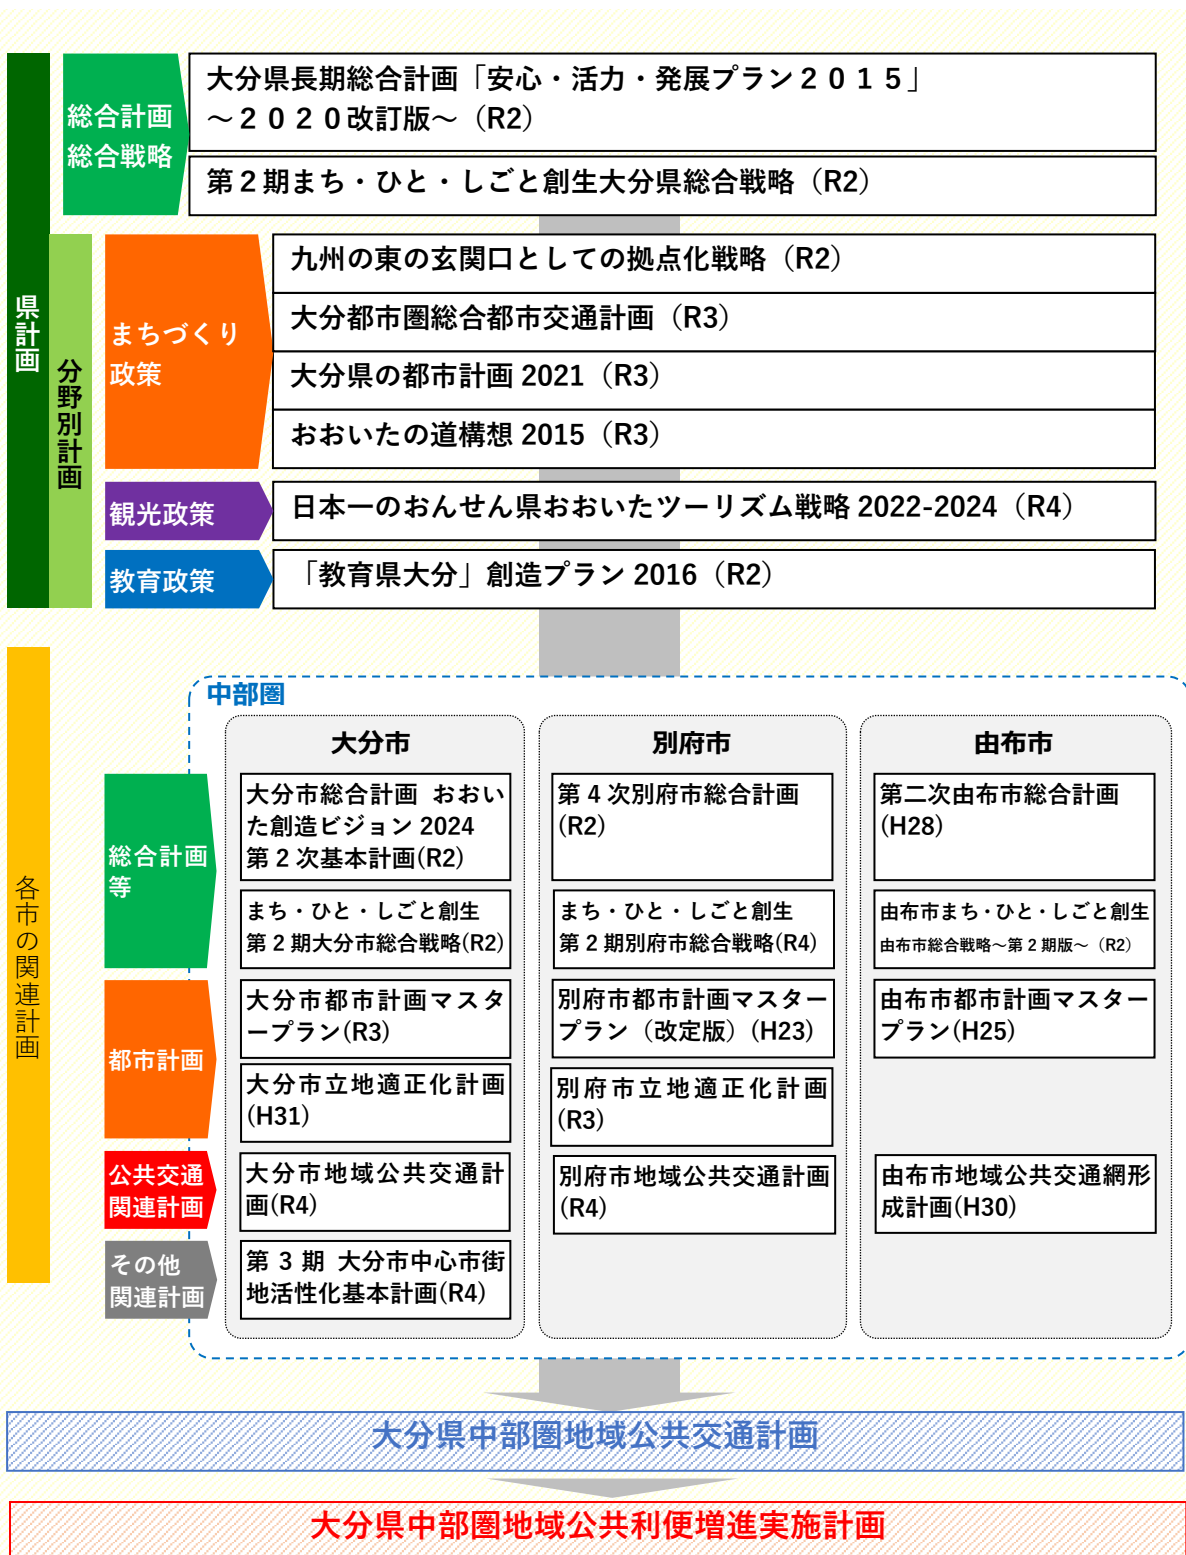 県計画
総合計画
総合戦略
大分県長期総合計画「安心・活力・発展プラン２０１５」
～２０２０改訂版～（R2）
第２期まち・ひと・しごと創生大分県総合戦略（R2）
分野別計画
まちづくり
政策
九州の東の玄関口としての拠点化戦略（R2）
大分都市圏総合都市交通計画（R3）
大分県の都市計画 2021（R3）
おおいたの道構想 2015（R3）
観光政策
日本一のおんせん県おおいたツーリズム戦略 2022-2024（R4）
教育政策
「教育県大分」創造プラン 2016（R2）
各市の関連計画
中部圏
大分市
別府市
由布市
総合計画
等
大分市総合計画 おおい
た創造ビジョン 2024
第 2 次基本計画(R2)
第 4 次別府市総合計画
(R2)
第二次由布市総合計画
(H28)
まち・ひと・しごと創生
第 2 期大分市総合戦略(R2)
まち・ひと・しごと創生
第 2 期別府市総合戦略(R4)
由布市まち・ひと・しごと創生
由布市総合戦略～第 2 期版～（R2）
都市計画
大分市都市計画マスタ
ープラン(R3)
別府市都市計画マスター
プラン（改定版）(H23)
由布市都市計画マスター
プラン(H25)
大分市立地適正化計画
(H31)
別府市立地適正化計画
(R3)
公共交通
関連計画
大分市地域公共交通計
画(R4)
別府市地域公共交通計画
(R4)
由布市地域公共交通網形
成計画(H30)
その他
関連計画
第 3 期 大分市中心市街
地活性化基本計画(R4)
大分県中部圏地域公共交通計画
大分県中部圏地域公共利便増進実施計画